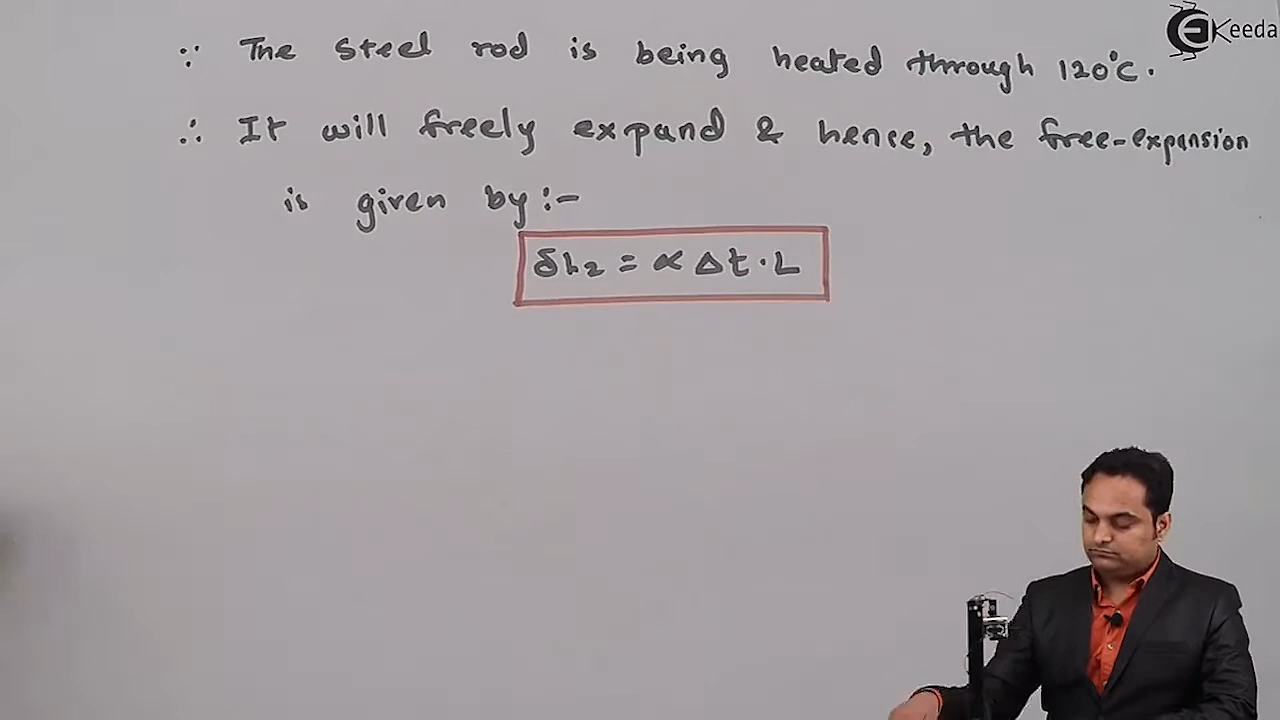 Ekeeda
∵ The steel rod is being heated through 120°C.
∴ It will freely expand & hence, the free-expansion
is given by :-
δL₂ = α Δt · L